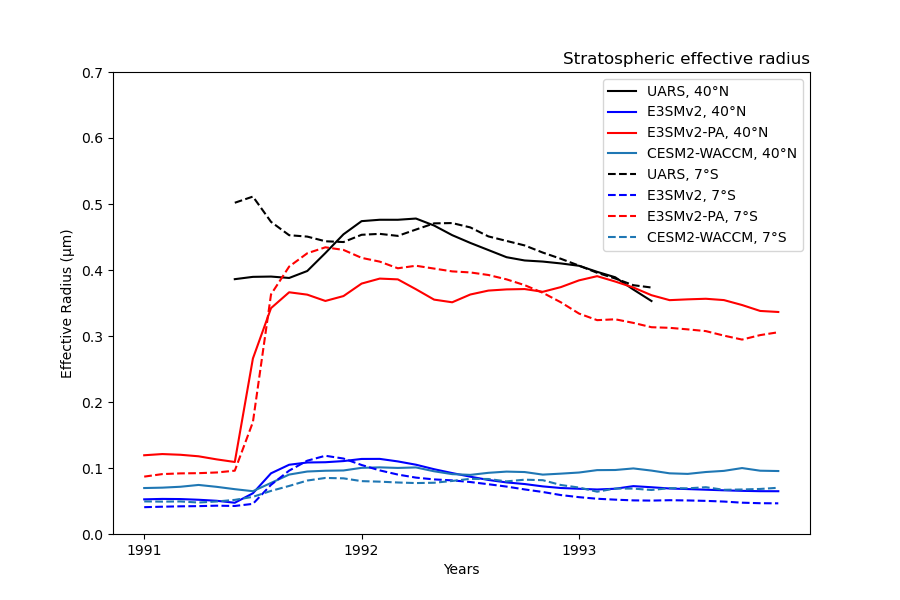 Stratospheric effective radius
0.7
0.6
0.5
0.4
0.3
0.2
0.1
0.0
Effective Radius (µm)
UARS, 40°N
E3SMv2, 40°N
E3SMv2-PA, 40°N
CESM2-WACCM, 40°N
UARS, 7°S
E3SMv2, 7°S
E3SMv2-PA, 7°S
CESM2-WACCM, 7°S
1991 1992 1993
Years